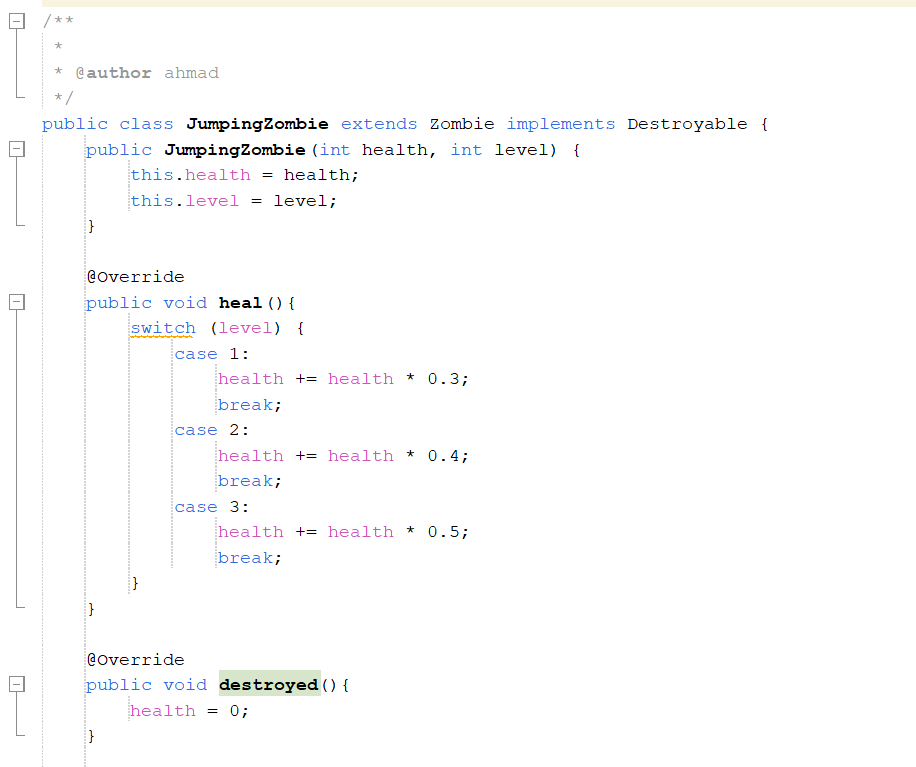 /**
 *
 * @author ahmad
 */
public class JumpingZombie extends Zombie implements Destroyable {
    public JumpingZombie(int health, int level) {
        this.health = health;
        this.level = level;
    }

    @Override
    public void heal(){
        switch (level) {
            case 1:
                health += health * 0.3;
                break;
            case 2:
                health += health * 0.4;
                break;
            case 3:
                health += health * 0.5;
                break;
        }
    }

    @Override
    public void destroyed(){
        health = 0;
    }